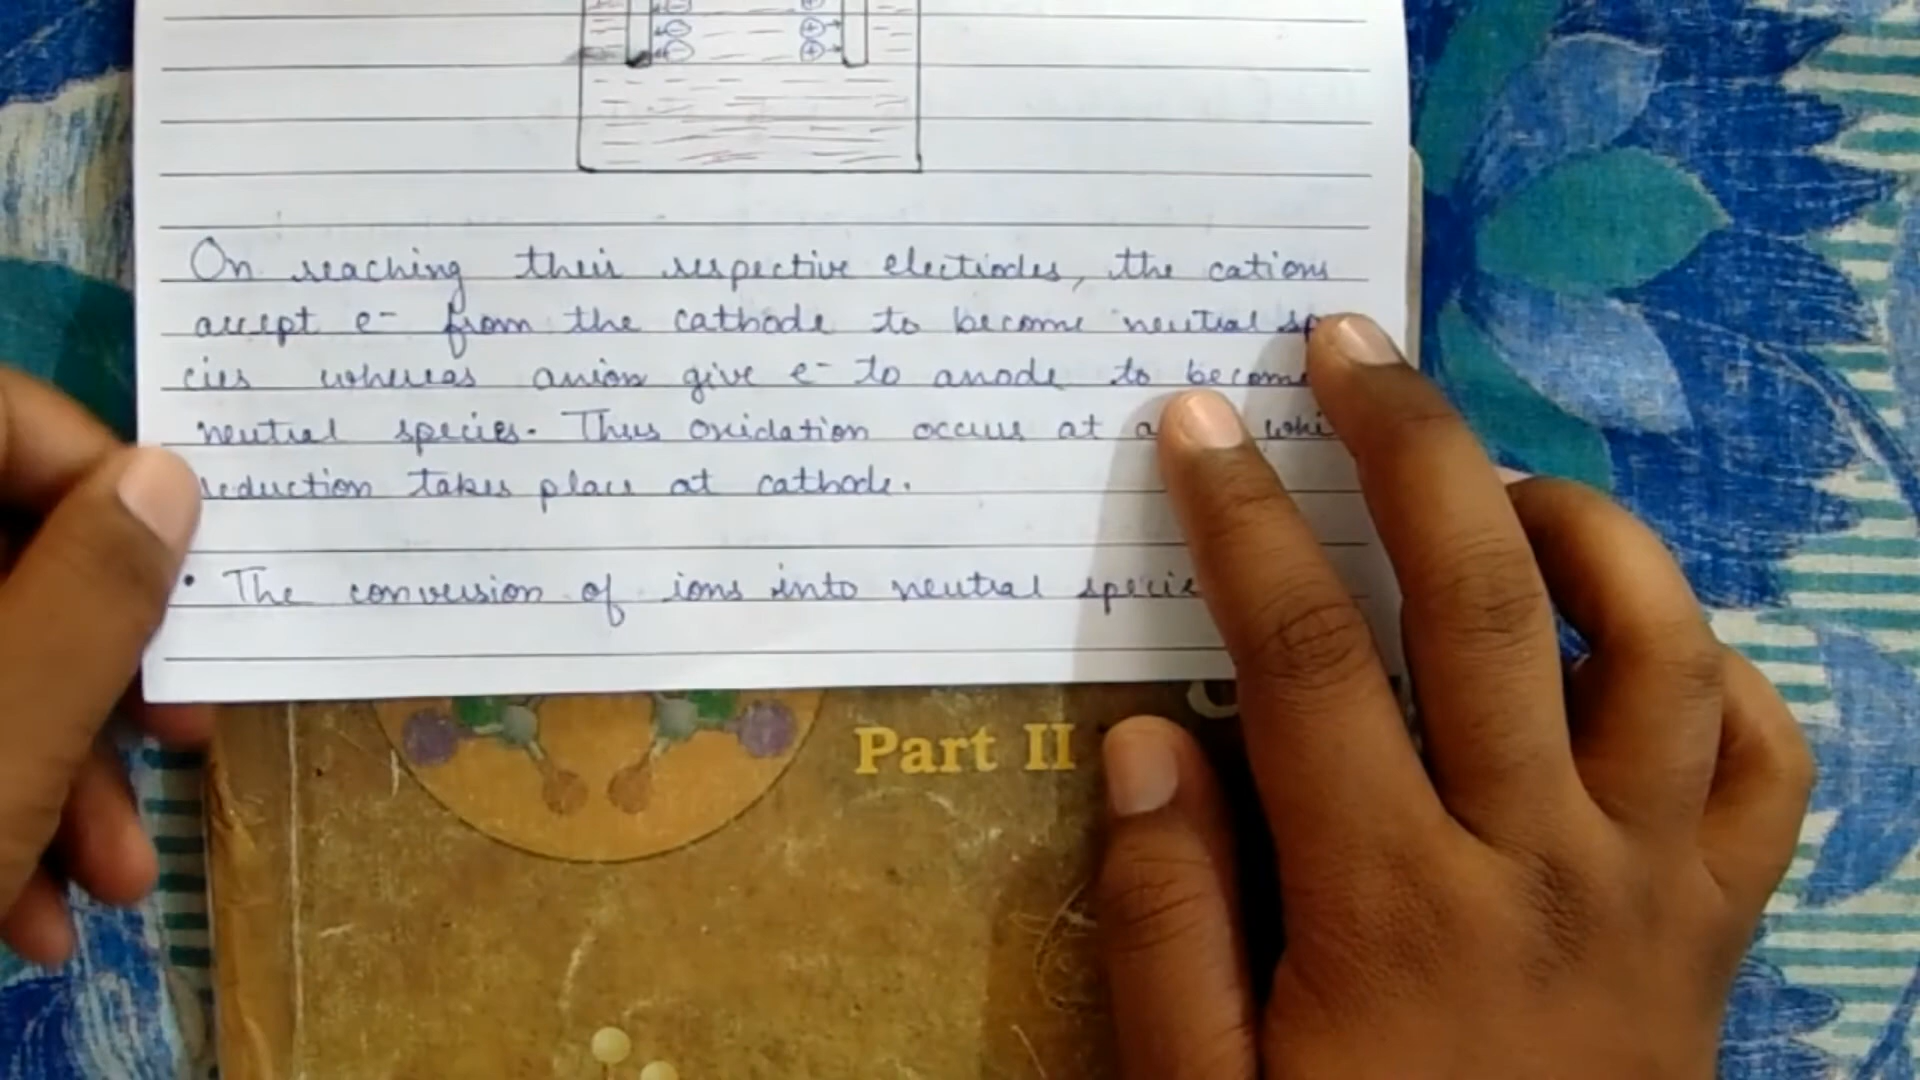 On reaching their respective electrodes, the cations
accept e- from the cathode to become neutral spe
cies whereas anion give e- to anode to become
neutral species. Thus oxidation occurs at
reduction takes place at cathode.
• The conversion of ions into neutral species
Part II